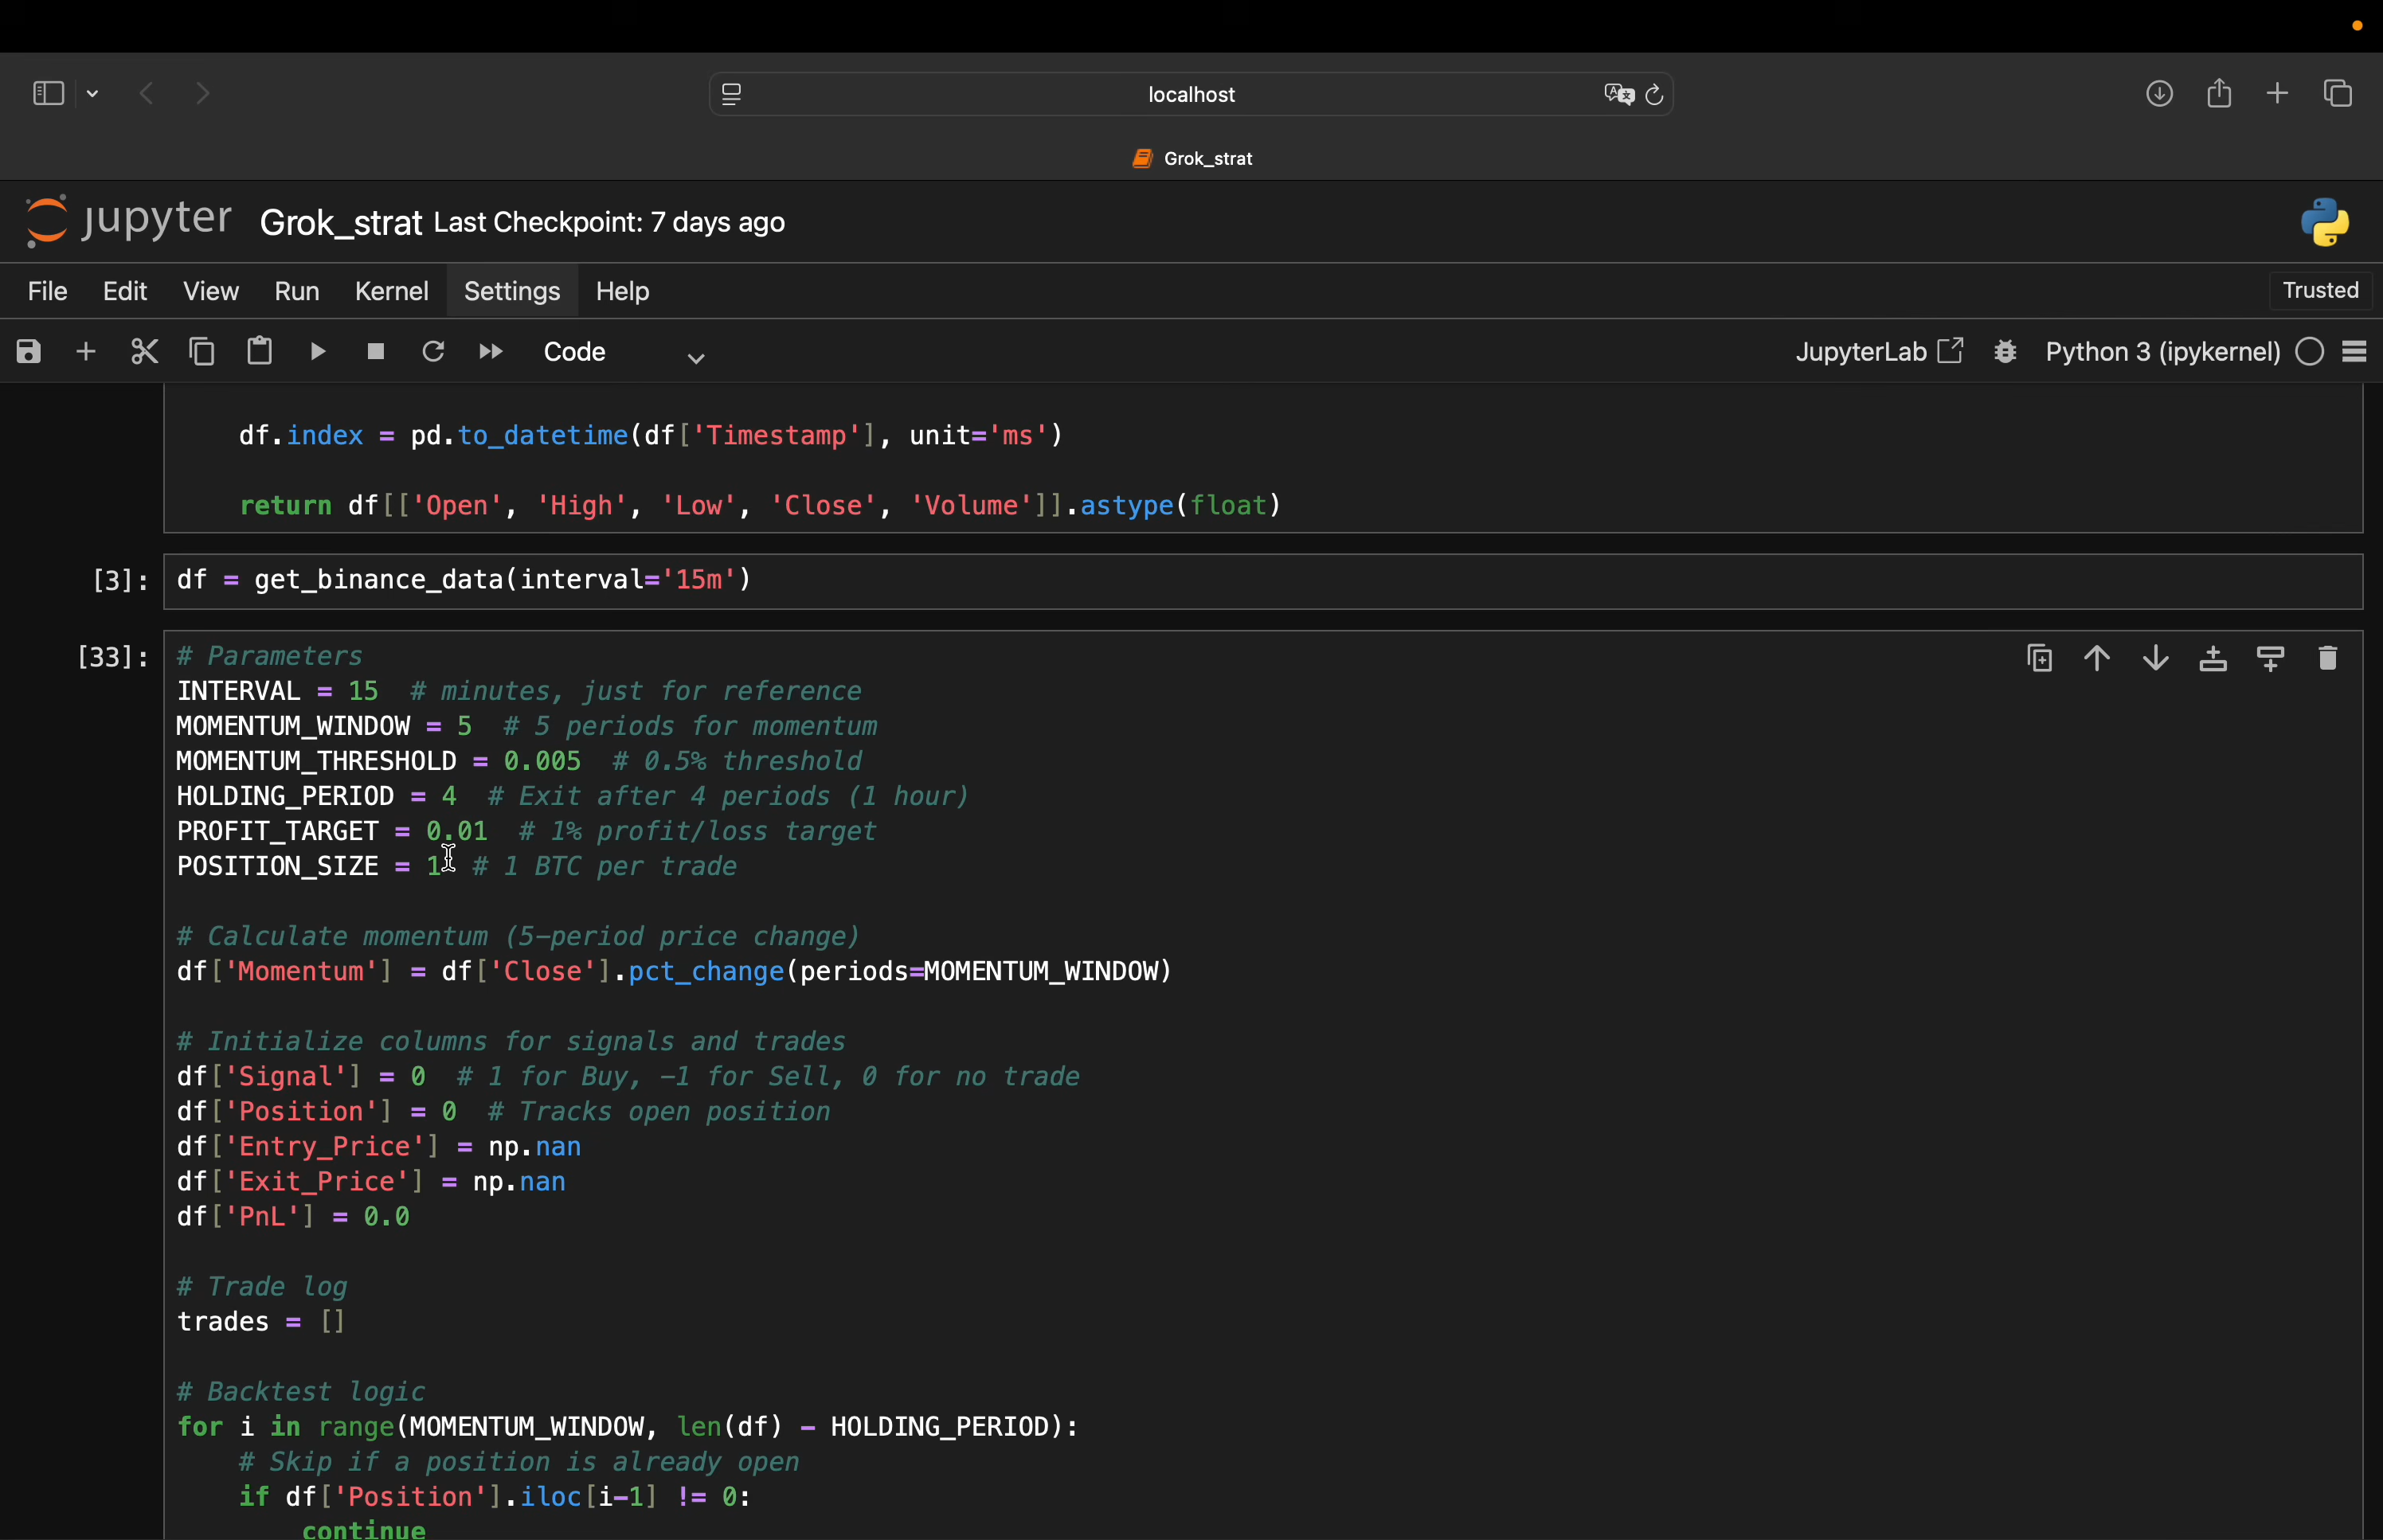 localhost
Grok_strat
jupyter Grok_strat Last Checkpoint: 7 days ago
File Edit View Run Kernel Settings Help Trusted
Code JupyterLab Python 3 (ipykernel)
df.index = pd.to_datetime(df['Timestamp'], unit='ms')
return df[['Open', 'High', 'Low', 'Close', 'Volume']].astype(float)
[3]: df = get_binance_data(interval='15m')
[33]: # Parameters
INTERVAL = 15 # minutes, just for reference
MOMENTUM_WINDOW = 5 # 5 periods for momentum
MOMENTUM_THRESHOLD = 0.005 # 0.5% threshold
HOLDING_PERIOD = 4 # Exit after 4 periods (1 hour)
PROFIT_TARGET = 0.01 # 1% profit/loss target
POSITION_SIZE = 1 # 1 BTC per trade
# Calculate momentum (5-period price change)
df['Momentum'] = df['Close'].pct_change(periods=MOMENTUM_WINDOW)
# Initialize columns for signals and trades
df['Signal'] = 0 # 1 for Buy, -1 for Sell, 0 for no trade
df['Position'] = 0 # Tracks open position
df['Entry_Price'] = np.nan
df['Exit_Price'] = np.nan
df['PnL'] = 0.0
# Trade log
trades = []
# Backtest logic
for i in range(MOMENTUM_WINDOW, len(df) - HOLDING_PERIOD):
# Skip if a position is already open
if df['Position'].iloc[i-1] != 0:
continue